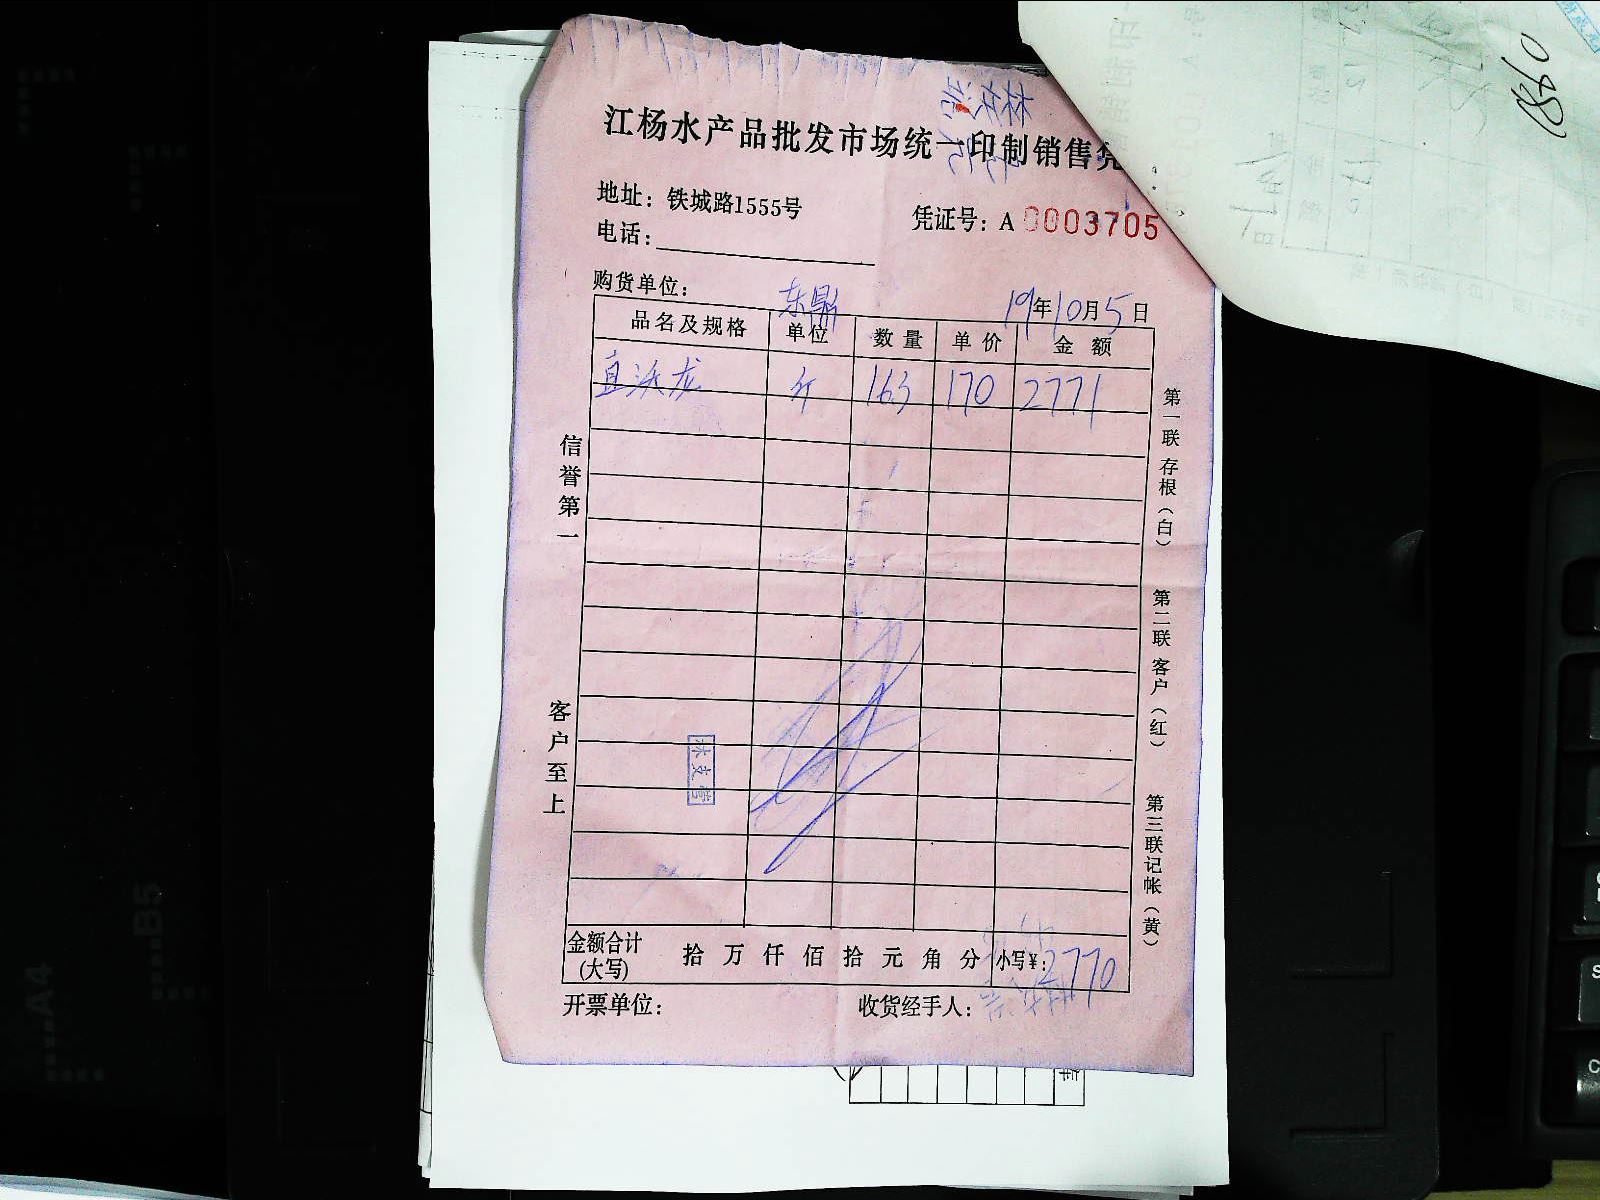 江杨水产品批发市场统一印制销售凭
地址：铁城路1555号
凭证号：A 0003705
电话：
购货单位：东鼎
19年10月5日
品名及规格 单位 数量 单价 金额
龙 斤 163 170 2771
信誉第一
客户至上
第一联 存根（白）
第二联 客户（红）
第三联 记帐（黄）
金额合计（大写） 拾 万 仟 佰 拾 元 角 分 小写￥：2770
开票单位： 收货经手人：
A4
B5